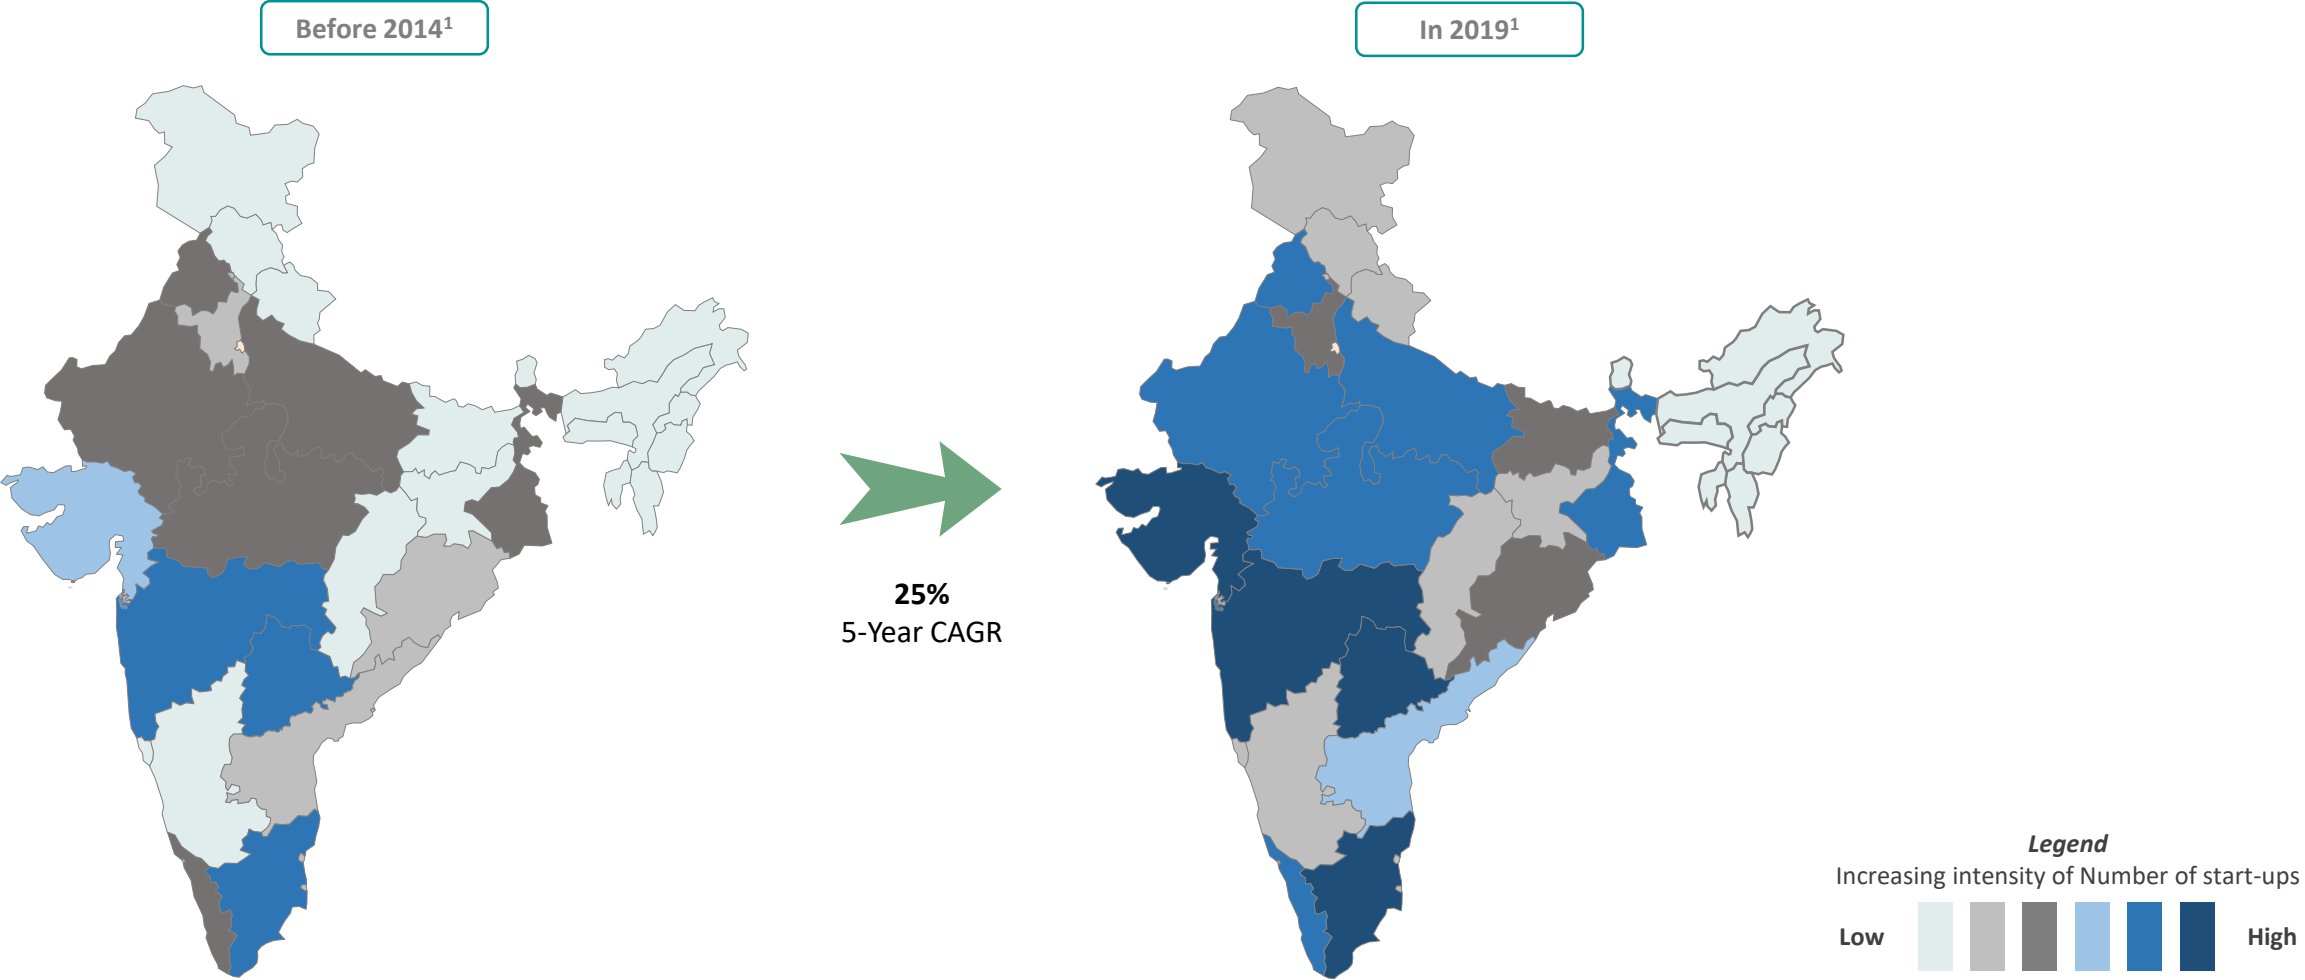 Before 2014¹
In 2019¹
25%
5-Year CAGR
Legend
Increasing intensity of Number of start-ups
Low
High